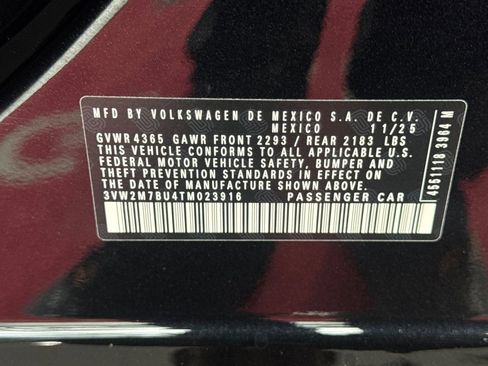 MFD BY VOLKSWAGEN DE MEXICO S.A. DE C.V.
MEXICO 11/25
GVWR 4365 GAWR FRONT 2293 / REAR 2183 LBS
THIS VEHICLE CONFORMS TO ALL APPLICABLE U.S.
FEDERAL MOTOR VEHICLE SAFETY, BUMPER AND
THEFT PREVENTION STANDARDS IN EFFECT ON THE
DATE OF MANUFACTURE SHOWN ABOVE.
3VW2M7BU4TM023916 PASSENGER CAR
4661118 3964 M